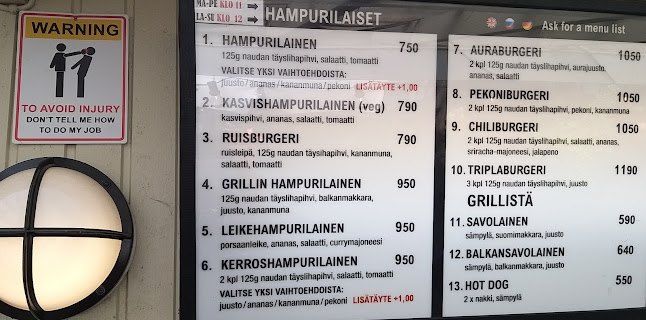 WARNING
TO AVOID INJURY
DON'T TELL ME HOW
TO DO MY JOB
MA-PE KLO 11
LA-SU KLO 12
HAMPURILAISET
1. HAMPURILAINEN 750
125g naudan täyslihapihvi, salaatti, tomaatti
VALITSE YKSI VAIHTOEHDOISTA:
juusto/ananas/kananmuna/pekoni LISÄTÄYTE +1,00
2. KASVISHAMPURILAINEN (veg) 790
kasvispihvi, ananas, salaatti, tomaatti
3. RUISBURGERI 790
ruisleipä, 125g naudan täyslihapihvi, kananmuna,
salaatti, tomaatti
4. GRILLIN HAMPURILAINEN 950
125g naudan täyslihapihvi, balkanmakkara,
juusto, kananmuna
5. LEIKEHAMPURILAINEN 950
porsaanleike, ananas, salaatti, currymajoneesi
6. KERROSHAMPURILAINEN 950
2 kpl 125g naudan täyslihapihvi, salaatti, tomaatti
VALITSE YKSI VAIHTOEHDOISTA:
juusto/ananas/kananmuna/pekoni LISÄTÄYTE +1,00
Ask for a menu list
7. AURABURGERI 1050
2 kpl 125g naudan täyslihapihvi, aurajuusto,
ananas, salaatti
8. PEKONIBURGERI 1050
2 kpl 125g naudan täyslihapihvi, pekoni, kananmuna
9. CHILIBURGERI 1050
2 kpl 125g naudan täyslihapihvi, salaatti, ananas,
sriracha-majoneesi, jalapeno
10. TRIPLABURGERI 1190
3 kpl 125g naudan täyslihapihvi, juusto
GRILLISTÄ
11. SAVOLAINEN 590
sämpylä, suomimakkara, juusto
12. BALKANSAVOLAINEN 640
sämpylä, balkanmakkara, juusto
13. HOT DOG 550
2 x nakki, sämpylä